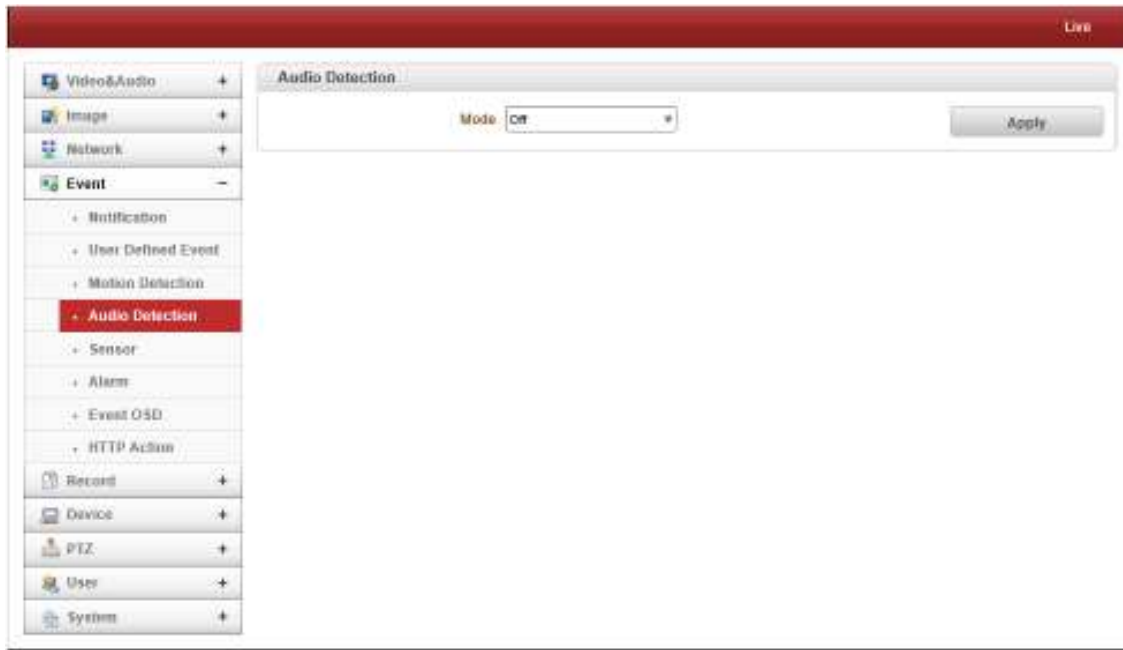 Live
Video&Audio +
Image +
Network +
Event −
Notification
User Defined Event
Motion Detection
Audio Detection
Sensor
Alarm
Event OSD
HTTP Action
Record +
Device +
PTZ +
User +
System +
Audio Detection
Mode Off
Apply